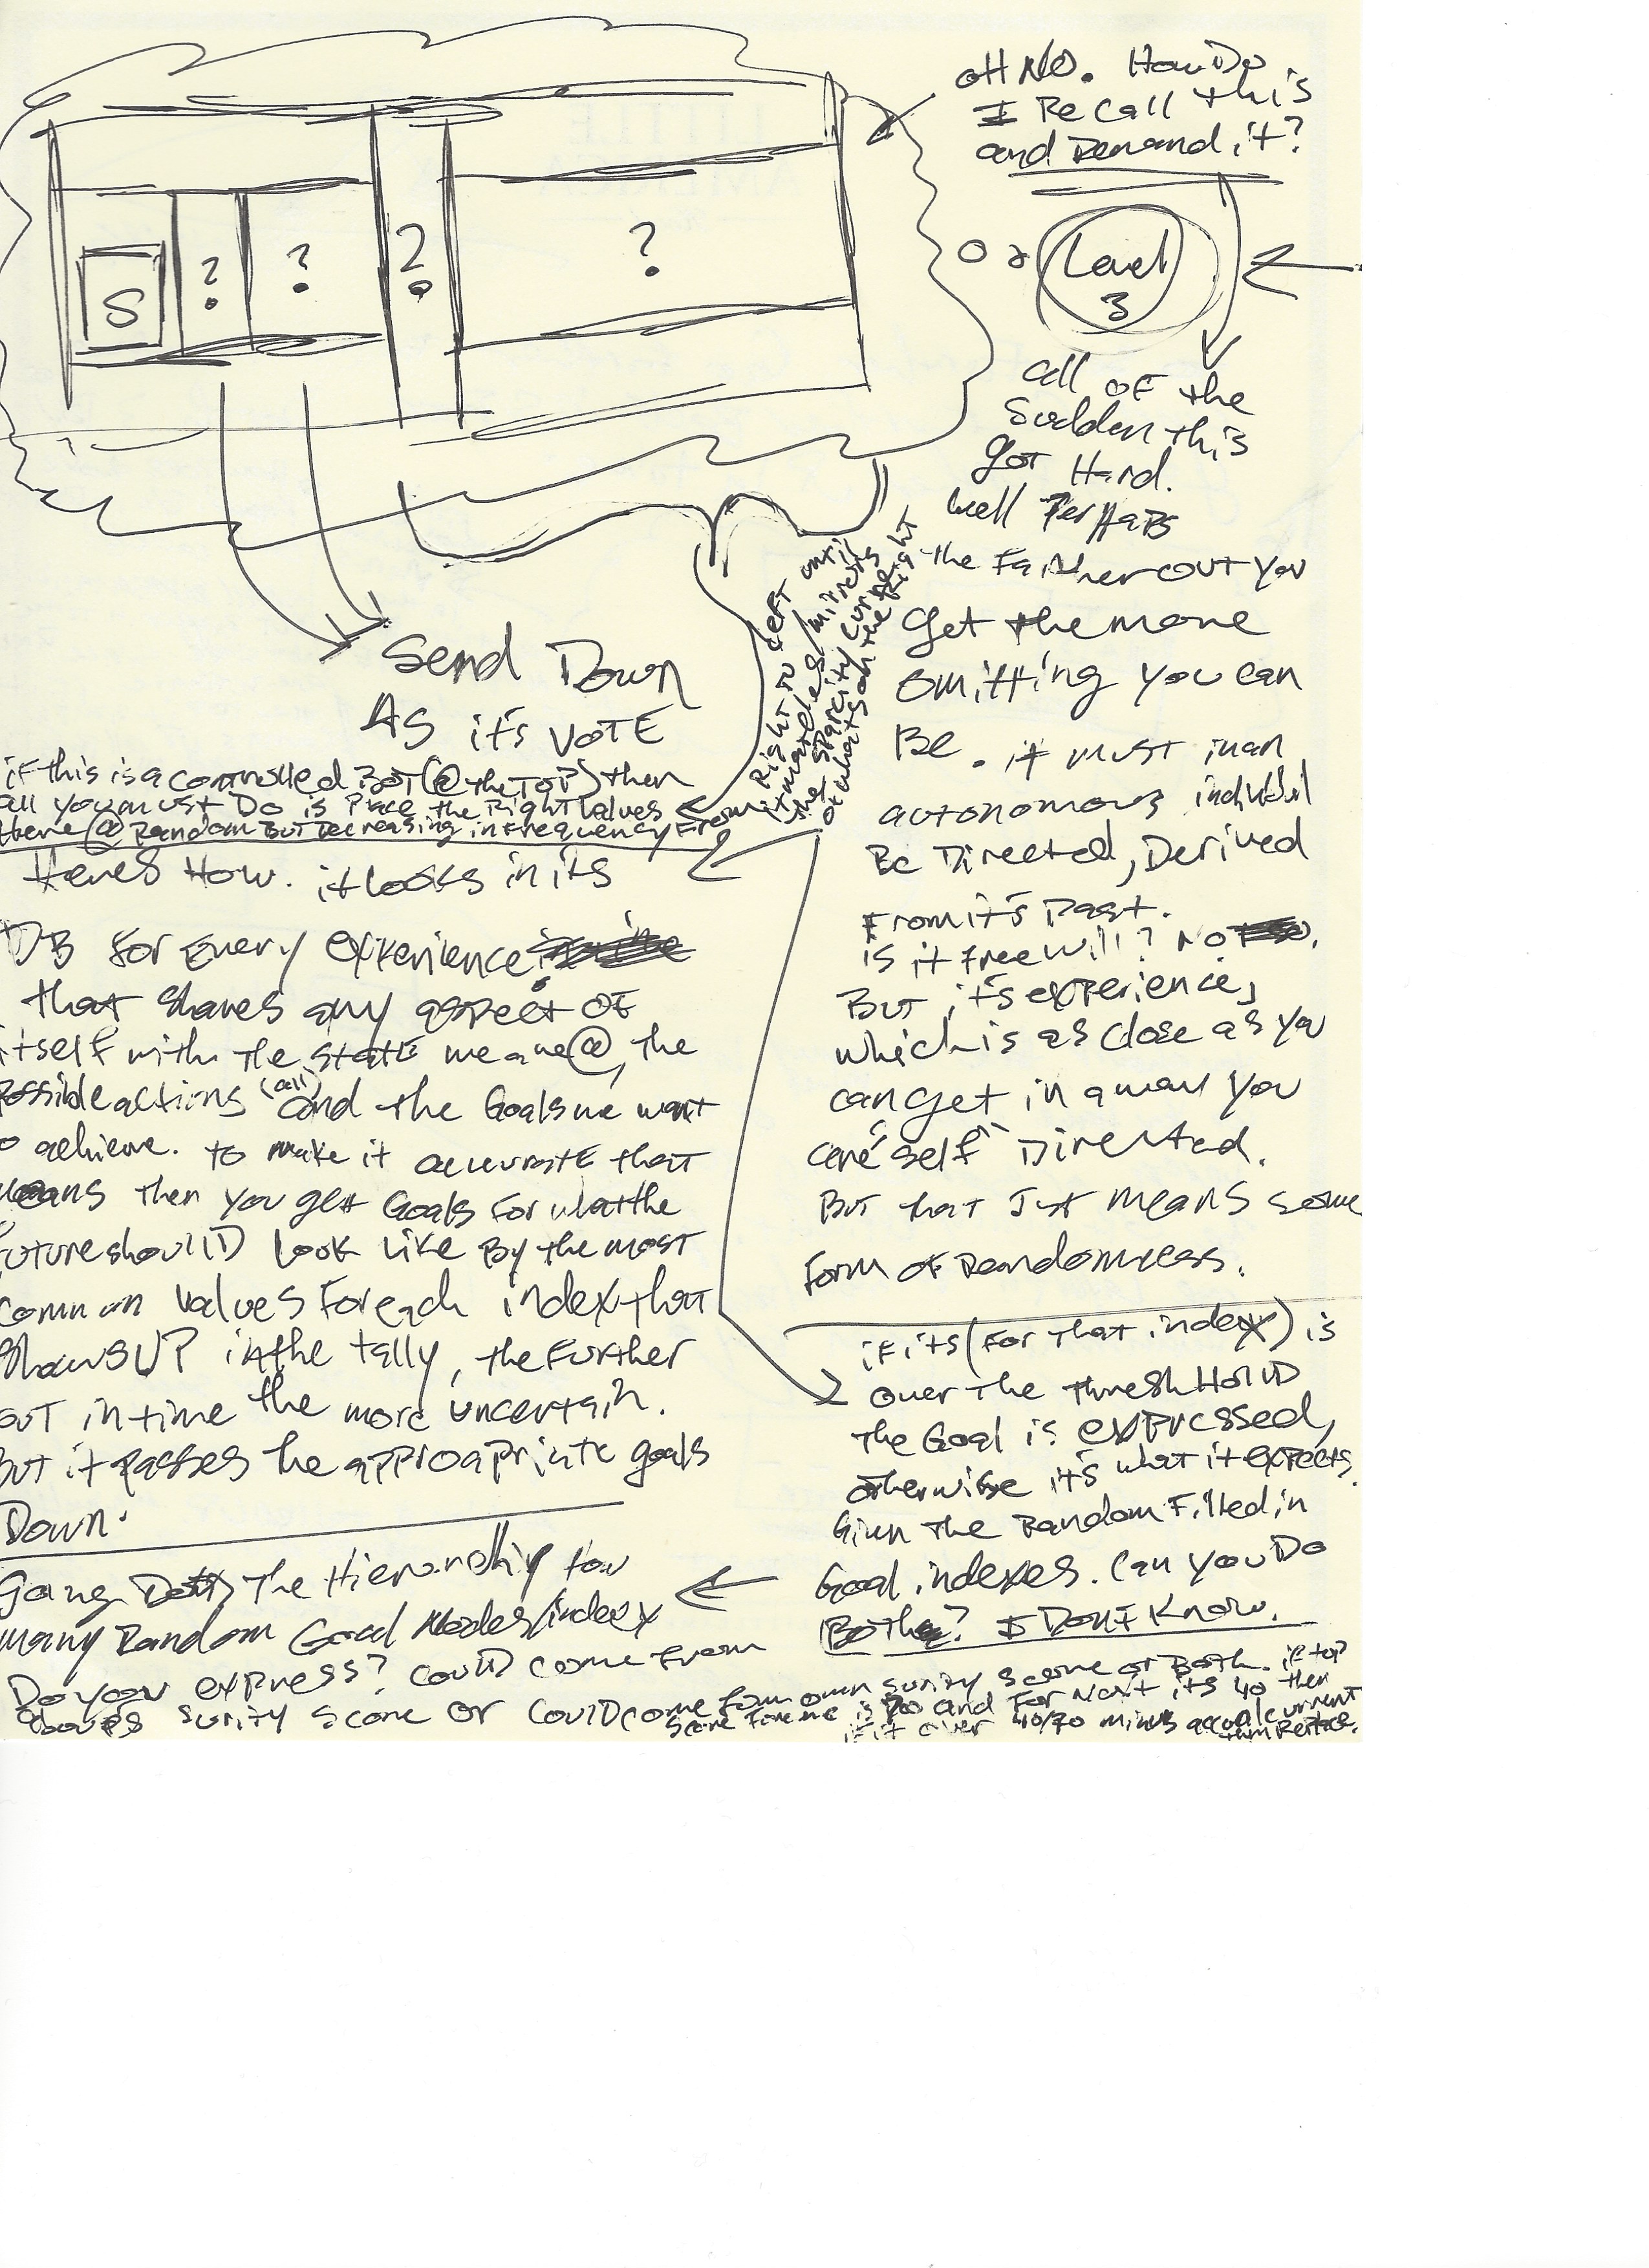 OH NO. How Do
I Recall this
and Demand it?
S
?
?
?
?
Or
Level
3
all of the
Sudden this
got Hard.
well Perhaps
the Farther out you
get the more
omitting you can
Be. it must in an
autonomous individual
Be Directed, Derived
From it's past.
is it free will? No
But it's experience,
which is as close as you
can get in a way you
are "self" Directed.
But that Just means some
form of Randomness.
Send Down
As it's VOTE
if this is a controlled BOT (@ the TOP) then
all you must Do is Place the Right Values
Here (@ Random But Decreasing in Frequency From
Right to Left until
it matches/mirrors
the sparcity curve
of what's on the Right
Here's How. it looks in its
DB for Every experience
that shares any aspect of
itself with the state we are @, the
possible actions (all) and the Goals we want
to achieve. to make it accurate that
means then you get Goals for what the
future should look like By the most
common values for each index that
shows up in the tally, the further
out in time the more uncertain.
But it passes the approapriate goals
Down.
if its (for that index) is
over the threshHold
the Goal is expressed,
otherwise it's what it expects
Given the Random Filled in
Goal indexes. Can you Do
Both? I Don't Know.
Going Down The Hierarchy how
many Random Goal Nodes/index
Do you express? Could come from
above's surity score or could come from own surity score or Both. if top
score for me is 70 and for Next its 40 then
if it over 40/70 minus actual current
then Replace.